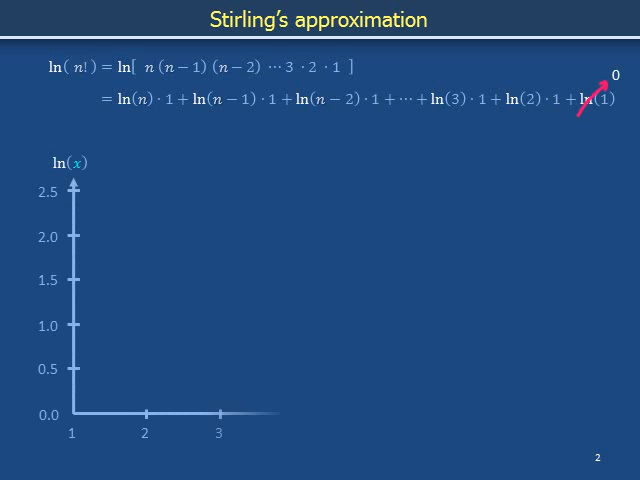 Stirling's approximation
ln( n! ) = ln[ n (n − 1) (n − 2) ⋯ 3 · 2 · 1 ]
0
= ln(n) · 1 + ln(n − 1) · 1 + ln(n − 2) · 1 + ⋯ + ln(3) · 1 + ln(2) · 1 + ln(1)
ln(x)
2.5
2.0
1.5
1.0
0.5
0.0
1 2 3
2